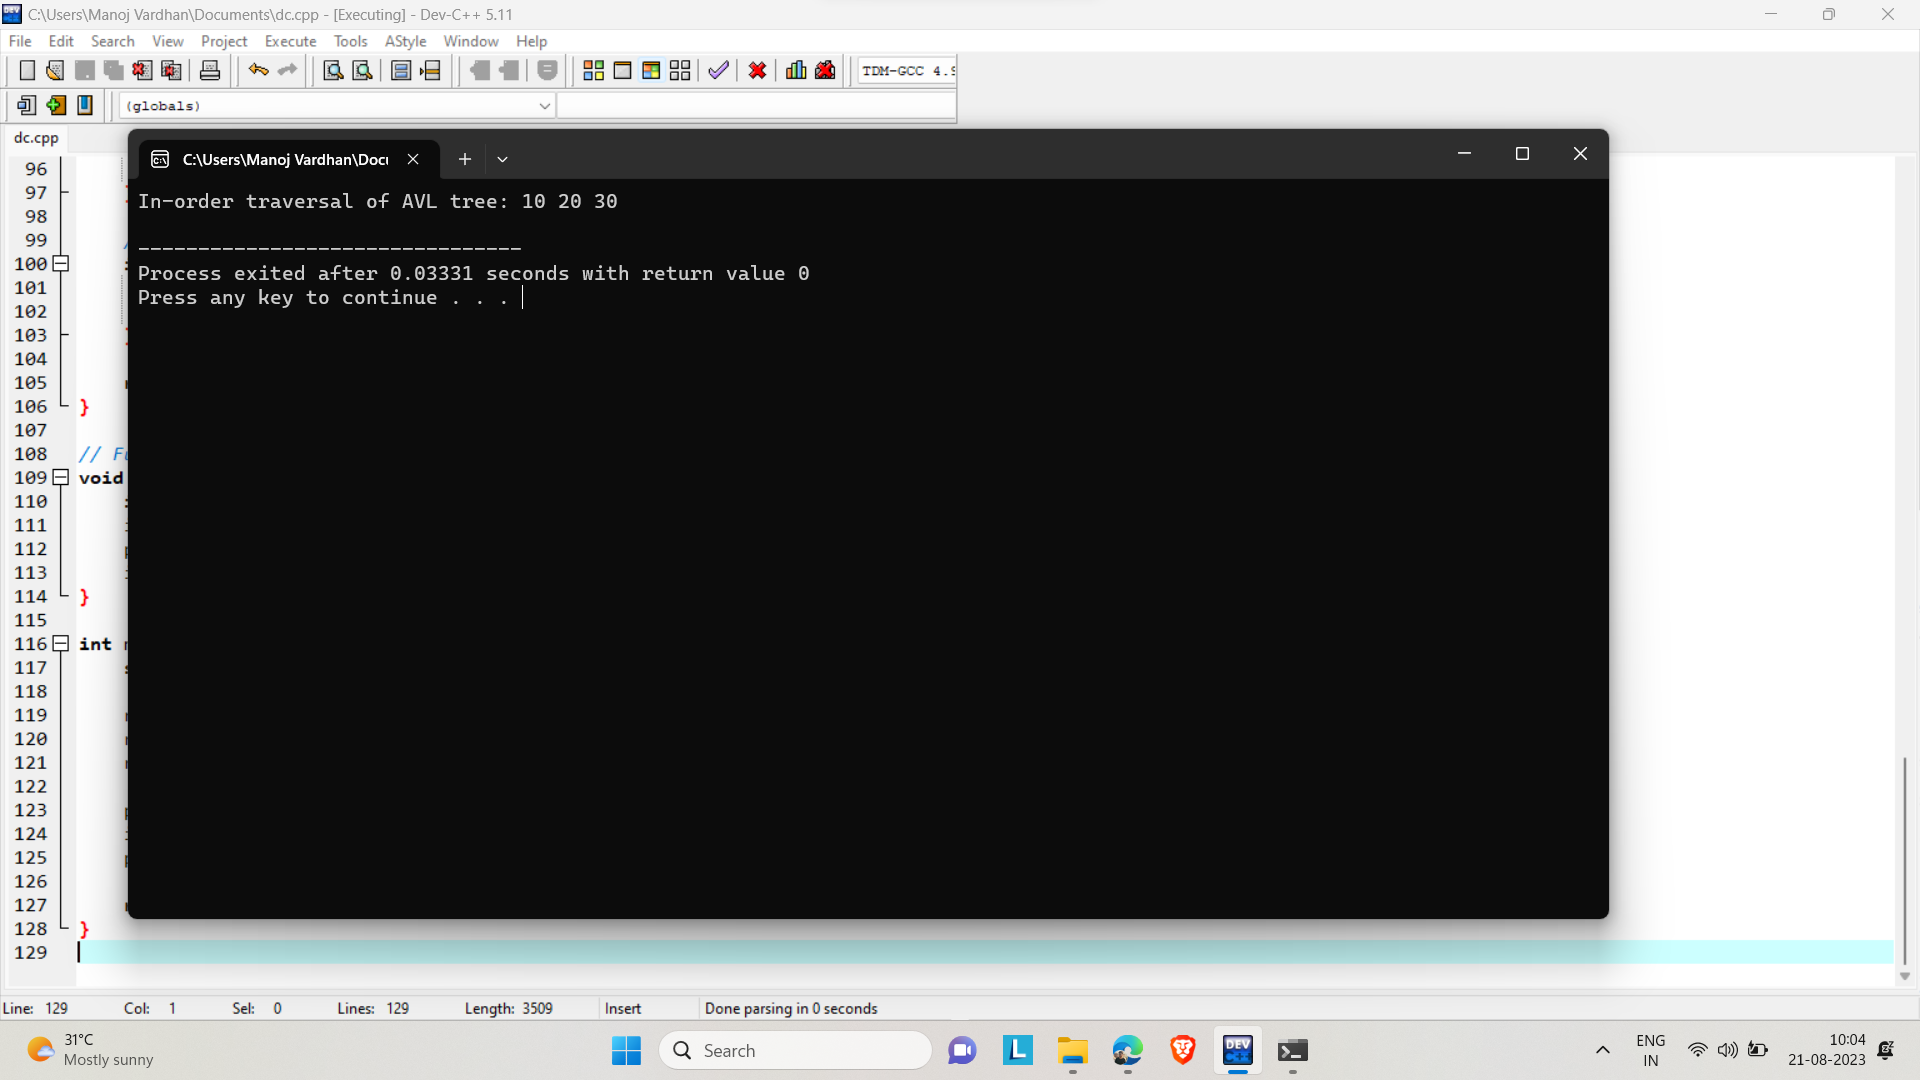 C:\Users\Manoj Vardhan\Documents\dc.cpp - [Executing] - Dev-C++ 5.11
File Edit Search View Project Execute Tools AStyle Window Help
TDM-GCC 4.9
(globals)
dc.cpp
C:\Users\Manoj Vardhan\Docu
In-order traversal of AVL tree: 10 20 30
--------------------------------
Process exited after 0.03331 seconds with return value 0
Press any key to continue . . .
96
97
98
99
100
101
102
103
104
105
106 }
107
108 // Fu
109 void
110
111
112
113
114 }
115
116 int
117
118
119
120
121
122
123
124
125
126
127
128 }
129
Line: 129 Col: 1 Sel: 0 Lines: 129 Length: 3509 Insert Done parsing in 0 seconds
31°C
Mostly sunny
Search
DEV
C++
ENG
IN
10:04
21-08-2023